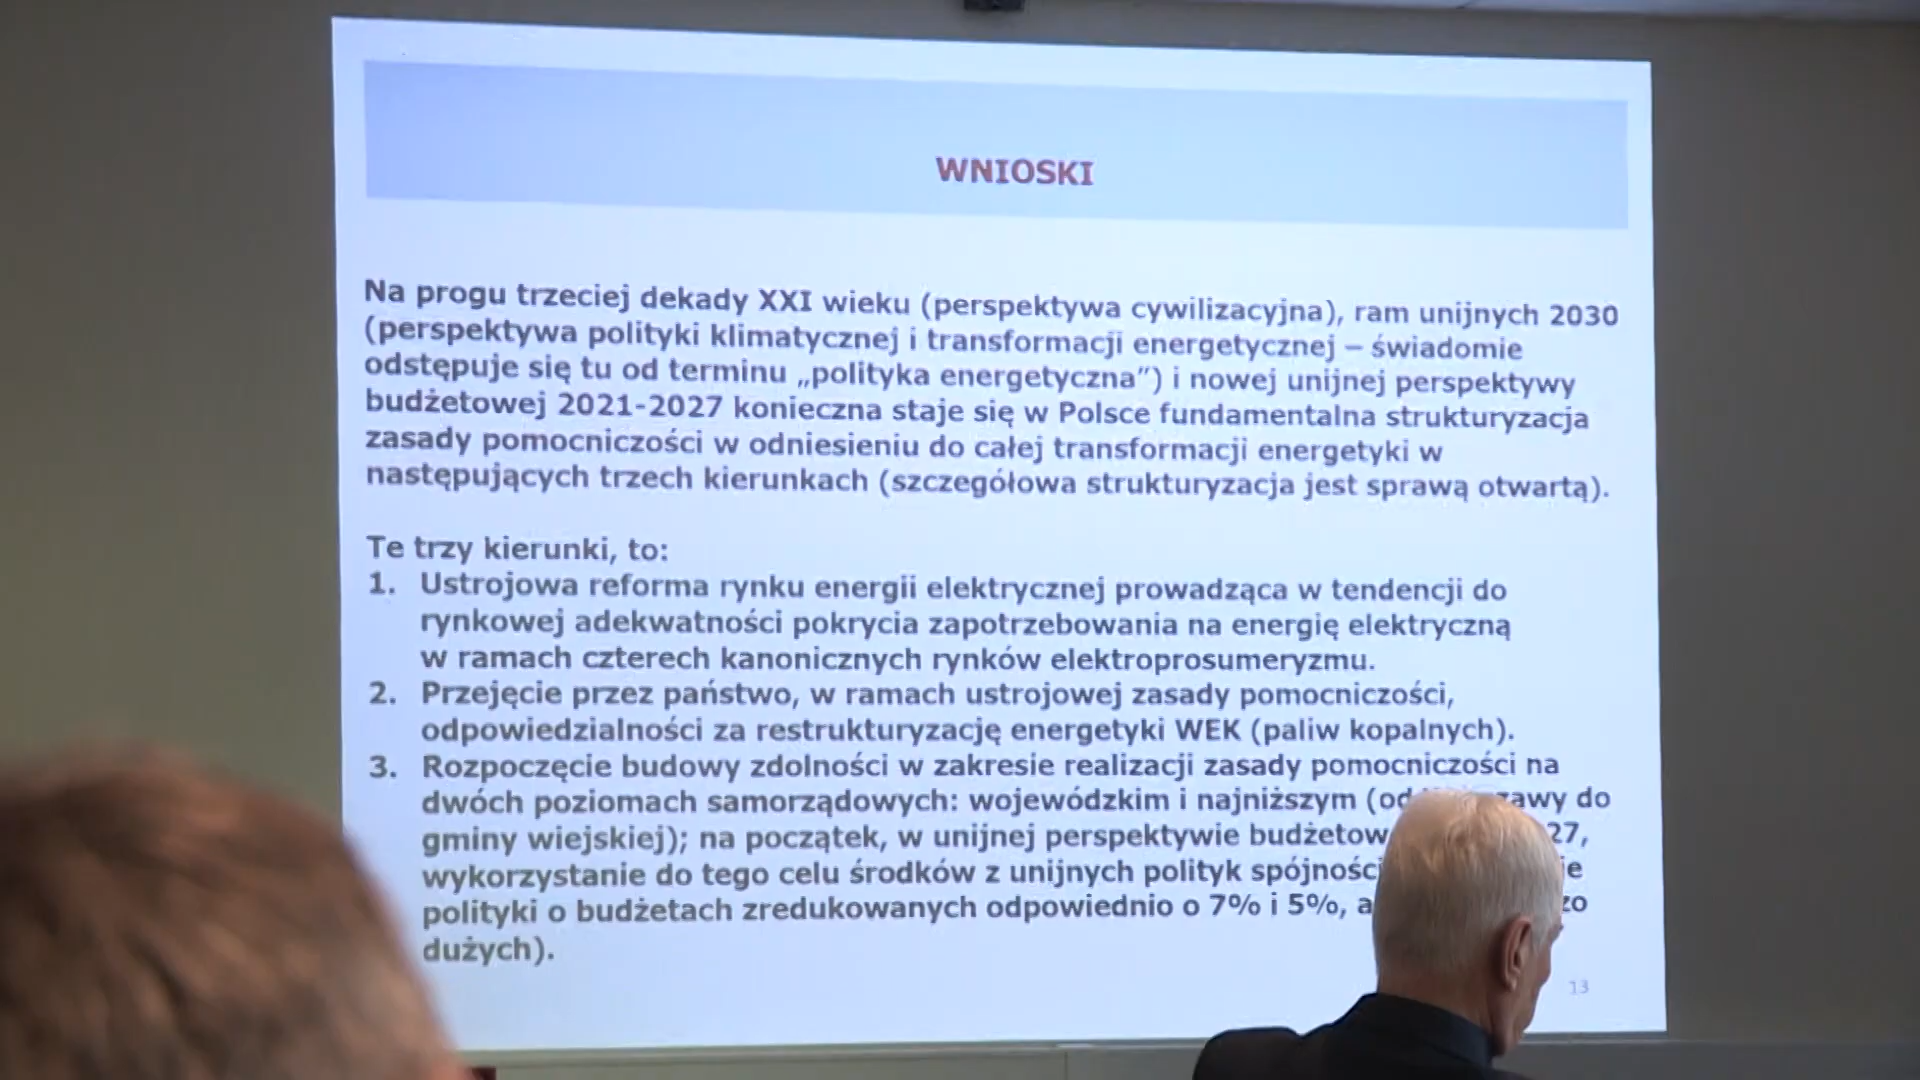 WNIOSKI
Na progu trzeciej dekady XXI wieku (perspektywa cywilizacyjna), ram unijnych 2030
(perspektywa polityki klimatycznej i transformacji energetycznej – świadomie
odstępuje się tu od terminu „polityka energetyczna”) i nowej unijnej perspektywy
budżetowej 2021-2027 konieczna staje się w Polsce fundamentalna strukturyzacja
zasady pomocniczości w odniesieniu do całej transformacji energetyki w
następujących trzech kierunkach (szczegółowa strukturyzacja jest sprawą otwartą).
Te trzy kierunki, to:
1. Ustrojowa reforma rynku energii elektrycznej prowadząca w tendencji do
rynkowej adekwatności pokrycia zapotrzebowania na energię elektryczną
w ramach czterech kanonicznych rynków elektroprosumeryzmu.
2. Przejęcie przez państwo, w ramach ustrojowej zasady pomocniczości,
odpowiedzialności za restrukturyzację energetyki WEK (paliw kopalnych).
3. Rozpoczęcie budowy zdolności w zakresie realizacji zasady pomocniczości na
dwóch poziomach samorządowych: wojewódzkim i najniższym do
gminy wiejskiej); na początek, w unijnej perspektywie
wykorzystanie do tego celu środków z unijnych polityk
polityki o budżetach zredukowanych odpowiednio o 7% i 5%,
dużych).
13